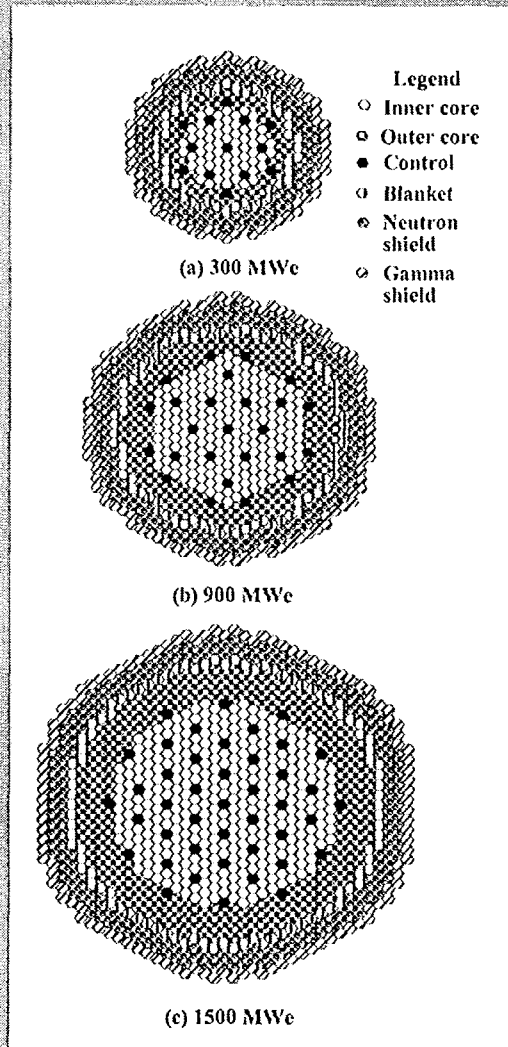 Legend
Inner core
Outer core
Control
Blanket
Neutron
shield
Gamma
shield
(a) 300 MWe
(b) 900 MWe
(c) 1500 MWe